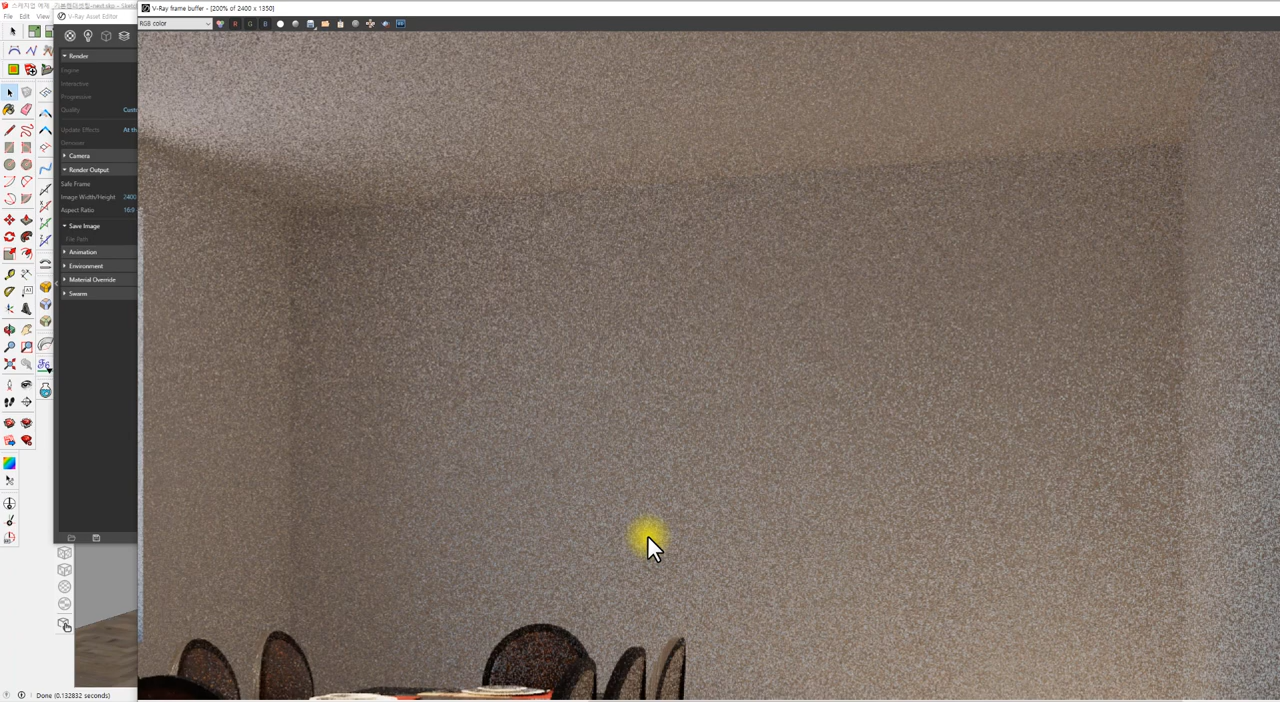 V-Ray frame buffer - [200% of 2400 x 1350]
V-Ray Asset Editor
File Edit View
RGB color
R G B
Render
Engine
Interactive
Progressive
Quality
Update Effects
Denoise
Camera
Render Output
Safe Frame
Image Width/Height 2400
Aspect Ratio 16:9
Save Image
File Path
Animation
Environment
Material Override
Swarm
Done (0.132832 seconds)